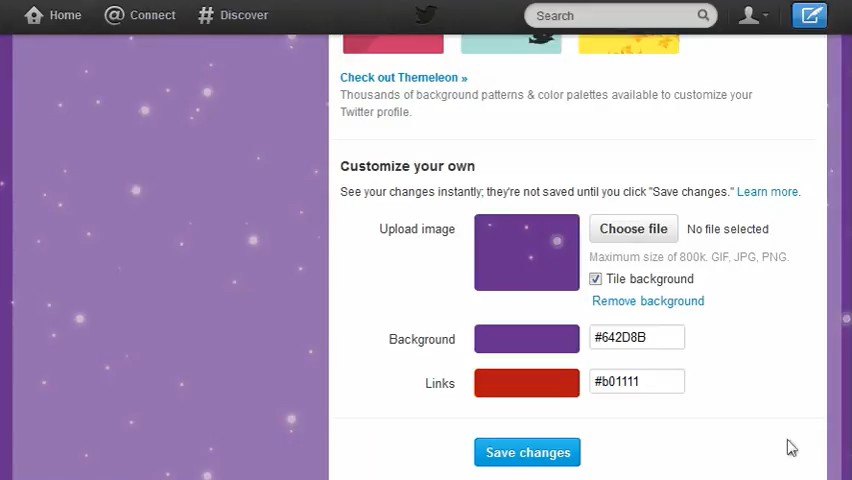 Home
Connect
Discover
Search
Check out Themeleon »
Thousands of background patterns & color palettes available to customize your
Twitter profile.
Customize your own
See your changes instantly; they're not saved until you click "Save changes." Learn more.
Upload image
Choose file No file selected
Maximum size of 800k. GIF, JPG, PNG.
Tile background
Remove background
Background #642D8B
Links #b01111
Save changes